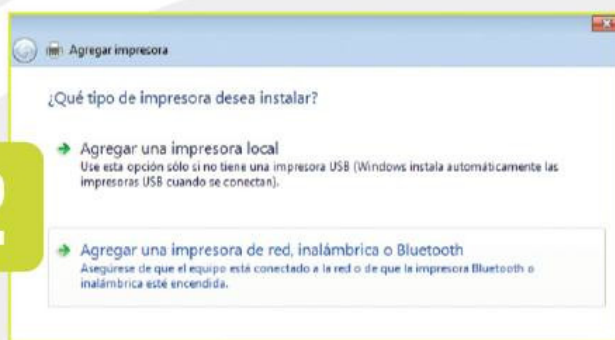 Agregar impresora
¿Qué tipo de impresora desea instalar?
Agregar una impresora local
Use esta opción sólo si no tiene una impresora USB (Windows instala automáticamente las
impresoras USB cuando se conectan).
Agregar una impresora de red, inalámbrica o Bluetooth
Asegúrese de que el equipo está conectado a la red o de que la impresora Bluetooth o
inalámbrica esté encendida.